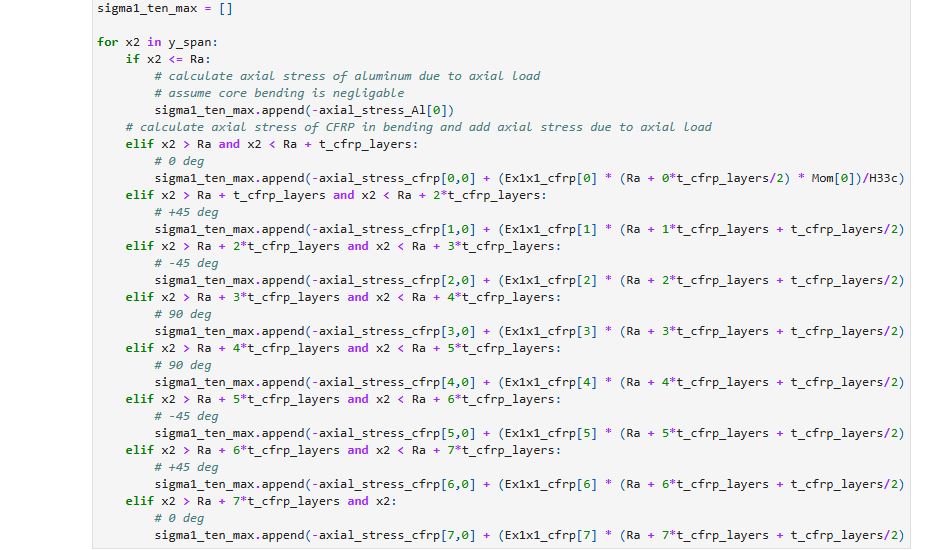 sigma1_ten_max = []
for x2 in y_span:
if x2 <= Ra:
# calculate axial stress of aluminum due to axial load
# assume core bending is negligable
sigma1_ten_max.append(-axial_stress_Al[0])
# calculate axial stress of CFRP in bending and add axial stress due to axial load
elif x2 > Ra and x2 < Ra + t_cfrp_layers:
# 0 deg
sigma1_ten_max.append(-axial_stress_cfrp[0,0] + (Ex1x1_cfrp[0] * (Ra + 0*t_cfrp_layers/2) * Mom[0])/H33c)
elif x2 > Ra + t_cfrp_layers and x2 < Ra + 2*t_cfrp_layers:
# +45 deg
sigma1_ten_max.append(-axial_stress_cfrp[1,0] + (Ex1x1_cfrp[1] * (Ra + 1*t_cfrp_layers + t_cfrp_layers/2)
elif x2 > Ra + 2*t_cfrp_layers and x2 < Ra + 3*t_cfrp_layers:
# -45 deg
sigma1_ten_max.append(-axial_stress_cfrp[2,0] + (Ex1x1_cfrp[2] * (Ra + 2*t_cfrp_layers + t_cfrp_layers/2)
elif x2 > Ra + 3*t_cfrp_layers and x2 < Ra + 4*t_cfrp_layers:
# 90 deg
sigma1_ten_max.append(-axial_stress_cfrp[3,0] + (Ex1x1_cfrp[3] * (Ra + 3*t_cfrp_layers + t_cfrp_layers/2)
elif x2 > Ra + 4*t_cfrp_layers and x2 < Ra + 5*t_cfrp_layers:
# 90 deg
sigma1_ten_max.append(-axial_stress_cfrp[4,0] + (Ex1x1_cfrp[4] * (Ra + 4*t_cfrp_layers + t_cfrp_layers/2)
elif x2 > Ra + 5*t_cfrp_layers and x2 < Ra + 6*t_cfrp_layers:
# -45 deg
sigma1_ten_max.append(-axial_stress_cfrp[5,0] + (Ex1x1_cfrp[5] * (Ra + 5*t_cfrp_layers + t_cfrp_layers/2)
elif x2 > Ra + 6*t_cfrp_layers and x2 < Ra + 7*t_cfrp_layers:
# +45 deg
sigma1_ten_max.append(-axial_stress_cfrp[6,0] + (Ex1x1_cfrp[6] * (Ra + 6*t_cfrp_layers + t_cfrp_layers/2)
elif x2 > Ra + 7*t_cfrp_layers and x2:
# 0 deg
sigma1_ten_max.append(-axial_stress_cfrp[7,0] + (Ex1x1_cfrp[7] * (Ra + 7*t_cfrp_layers + t_cfrp_layers/2)